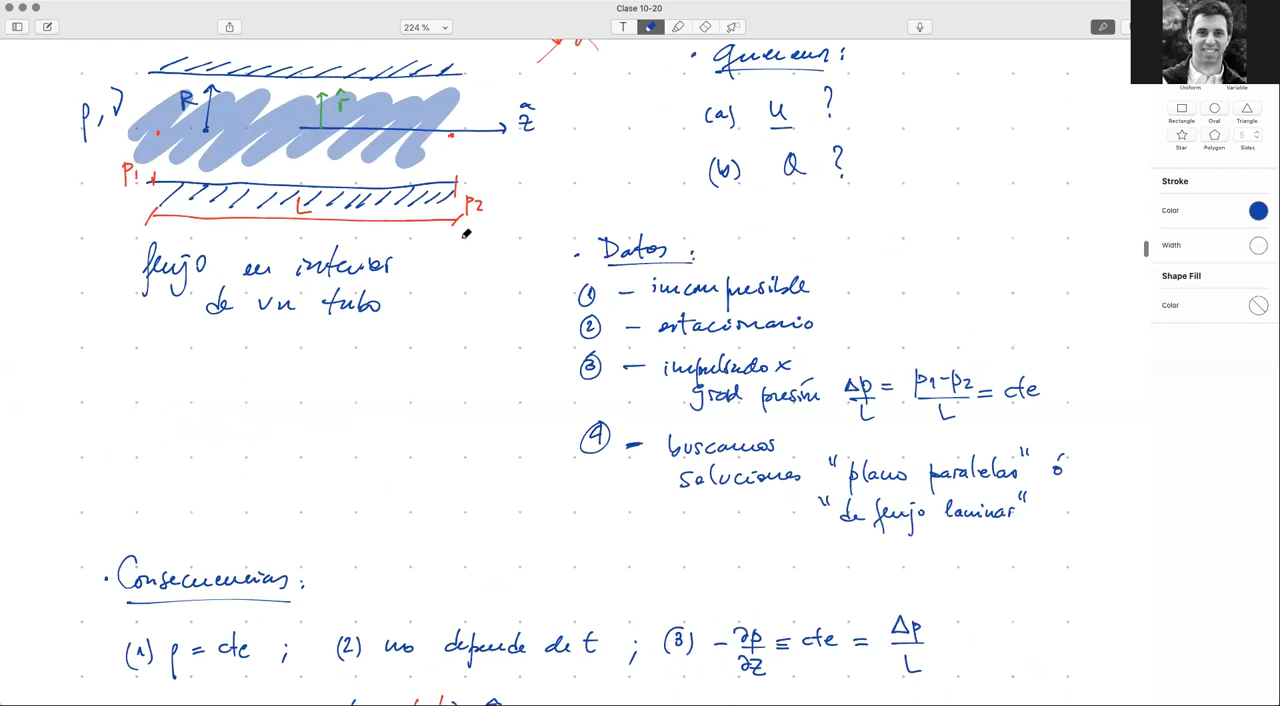 Clase 10-20
224 %
T
Uniform Variable
Rectangle Oval Triangle
Star Polygon 5 Sides
Stroke
Color
Width
Shape Fill
Color
ρ, ν
R
r̂
ẑ
p1
L
p2
flujo en interior
de un tubo
· Queremos:
(a) u ?
(b) Q ?
· Datos:
① - incompresible
② - estacionario
③ - impulsado x
grad presión Δp/L = p1-p2/L = cte
④ - buscamos
soluciones "plano paralelas" ó
"de flujo laminar"
· Consecuencias:
(1) ρ = cte ; (2) no depende de t ; (3) - ∂p/∂z ≡ cte = Δp/L